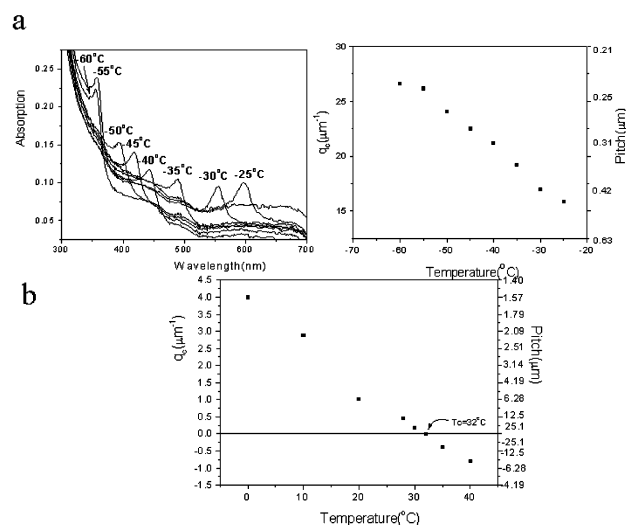 a
-60°C
-55°C
-50°C
-45°C
-40°C
-35°C
-30°C
-25°C
0.25
0.20
0.15
0.10
0.05
Absorption
300 400 500 600 700
Wavelength(nm)
30
25
20
15
q₀(μm⁻¹)
0.21
0.25
0.31
0.42
0.63
Pitch(μm)
-70 -60 -50 -40 -30 -20
Temperature(°C)
b
4.5
4.0
3.5
3.0
2.5
2.0
1.5
1.0
0.5
0.0
-0.5
-1.0
-1.5
q₀(μm⁻¹)
1.40
1.57
1.79
2.09
2.51
3.14
4.19
6.28
12.5
25.1
-25.1
-12.5
-6.28
-4.19
Pitch(μm)
Tc=32°C
0 10 20 30 40
Temperature(°C)